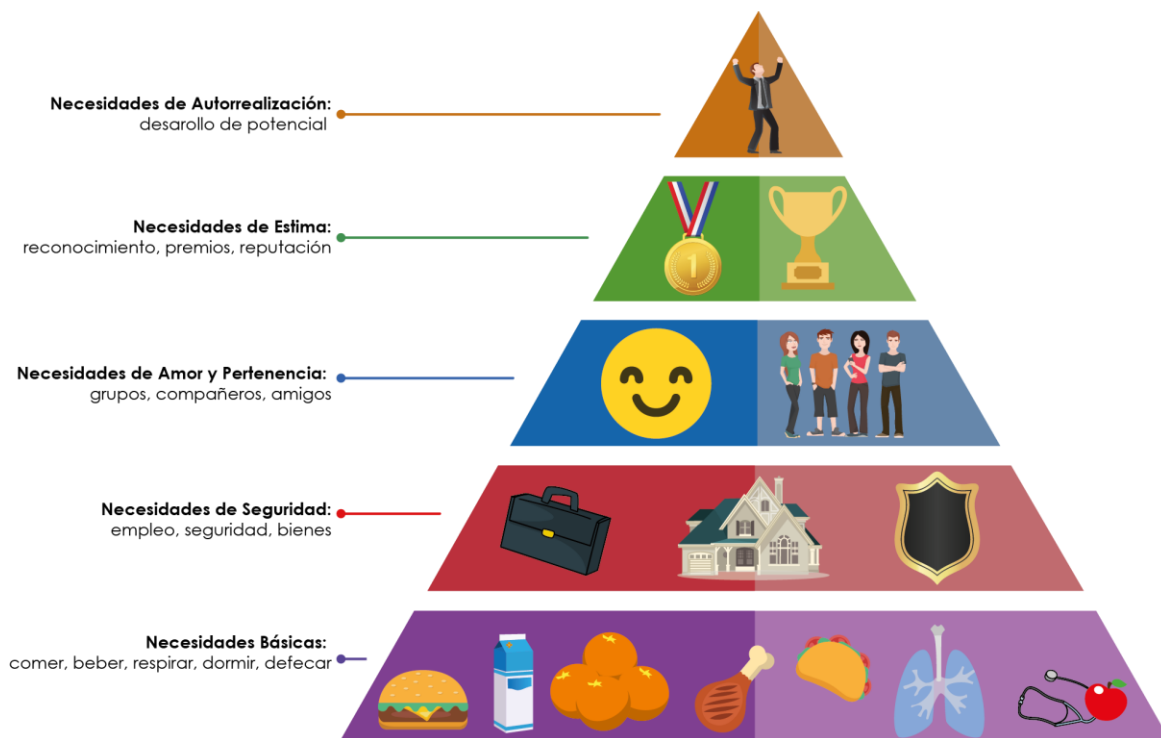 Necesidades de Autorrealización:
desarollo de potencial
Necesidades de Estima:
reconocimiento, premios, reputación
Necesidades de Amor y Pertenencia:
grupos, compañeros, amigos
Necesidades de Seguridad:
empleo, seguridad, bienes
Necesidades Básicas:
comer, beber, respirar, dormir, defecar
1